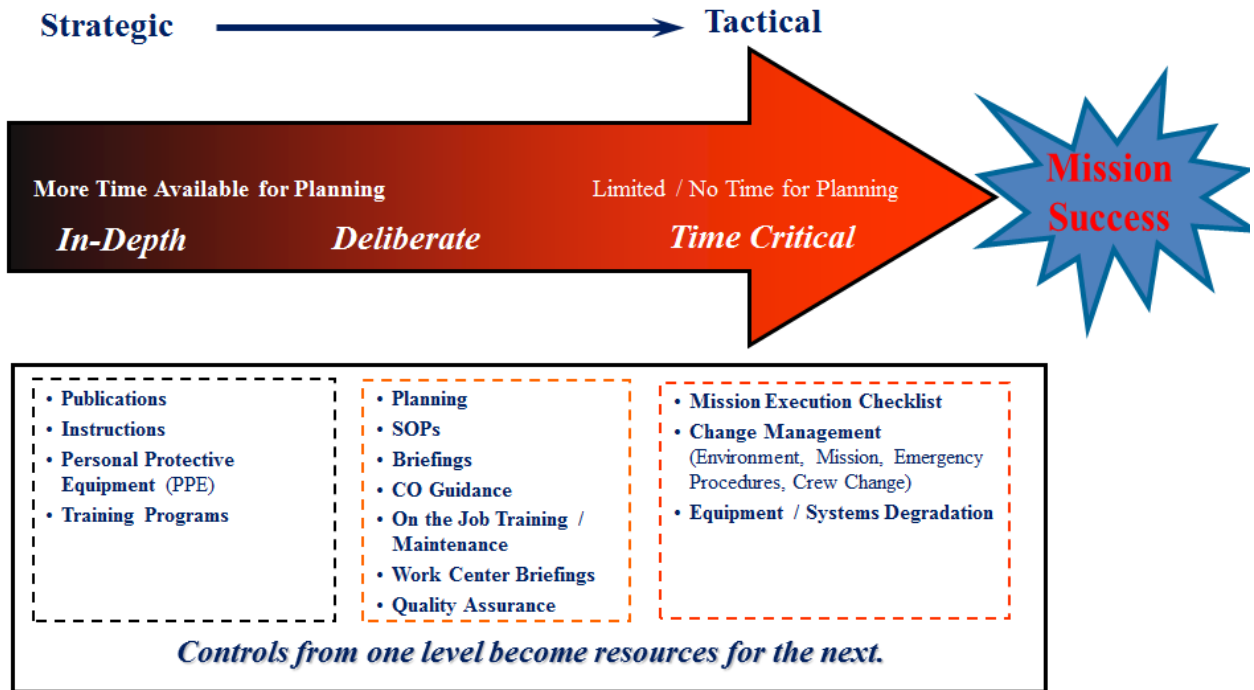 Strategic
Tactical
More Time Available for Planning
Limited / No Time for Planning
In-Depth
Deliberate
Time Critical
Mission
Success
• Publications
• Instructions
• Personal Protective
Equipment (PPE)
• Training Programs
• Planning
• SOPs
• Briefings
• CO Guidance
• On the Job Training /
Maintenance
• Work Center Briefings
• Quality Assurance
• Mission Execution Checklist
• Change Management
(Environment, Mission, Emergency
Procedures, Crew Change)
• Equipment / Systems Degradation
Controls from one level become resources for the next.